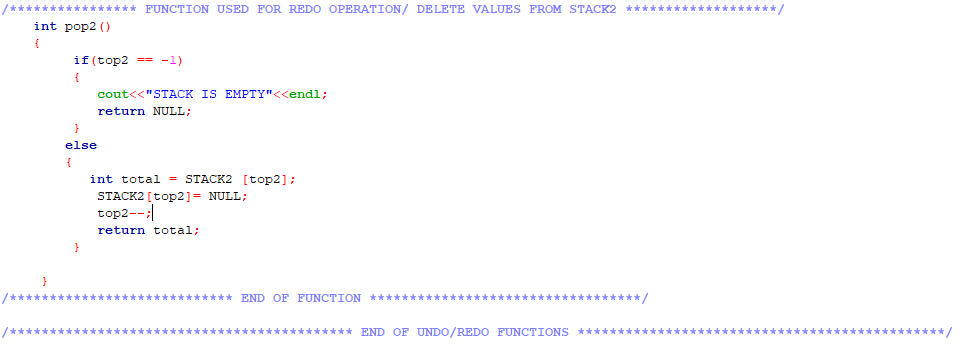 /**************** FUNCTION USED FOR REDO OPERATION/ DELETE VALUES FROM STACK2 *******************/
int pop2()
{
if(top2 == -1)
{
cout<<"STACK IS EMPTY"<<endl;
return NULL;
}
else
{
int total = STACK2 [top2];
STACK2[top2]= NULL;
top2--;
return total;
}
}
/**************************** END OF FUNCTION **********************************/
/******************************************* END OF UNDO/REDO FUNCTIONS **********************************************/